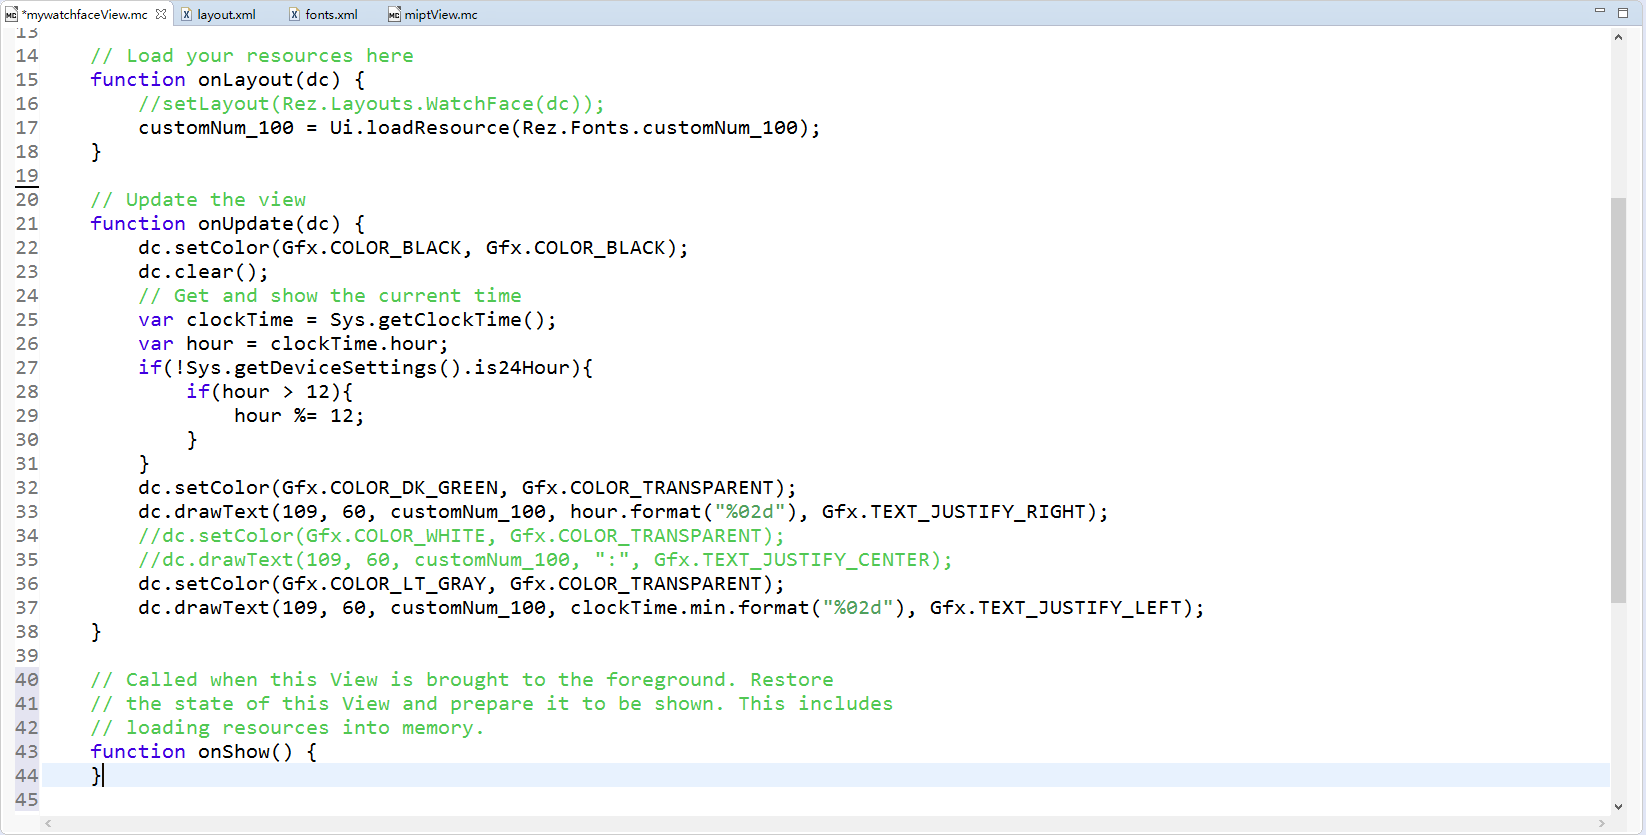 *mywatchfaceView.mc layout.xml fonts.xml miptView.mc
13
14 // Load your resources here
15 function onLayout(dc) {
16 //setLayout(Rez.Layouts.WatchFace(dc));
17 customNum_100 = Ui.loadResource(Rez.Fonts.customNum_100);
18 }
19
20 // Update the view
21 function onUpdate(dc) {
22 dc.setColor(Gfx.COLOR_BLACK, Gfx.COLOR_BLACK);
23 dc.clear();
24 // Get and show the current time
25 var clockTime = Sys.getClockTime();
26 var hour = clockTime.hour;
27 if(!Sys.getDeviceSettings().is24Hour){
28 if(hour > 12){
29 hour %= 12;
30 }
31 }
32 dc.setColor(Gfx.COLOR_DK_GREEN, Gfx.COLOR_TRANSPARENT);
33 dc.drawText(109, 60, customNum_100, hour.format("%02d"), Gfx.TEXT_JUSTIFY_RIGHT);
34 //dc.setColor(Gfx.COLOR_WHITE, Gfx.COLOR_TRANSPARENT);
35 //dc.drawText(109, 60, customNum_100, ":", Gfx.TEXT_JUSTIFY_CENTER);
36 dc.setColor(Gfx.COLOR_LT_GRAY, Gfx.COLOR_TRANSPARENT);
37 dc.drawText(109, 60, customNum_100, clockTime.min.format("%02d"), Gfx.TEXT_JUSTIFY_LEFT);
38 }
39
40 // Called when this View is brought to the foreground. Restore
41 // the state of this View and prepare it to be shown. This includes
42 // loading resources into memory.
43 function onShow() {
44 }
45